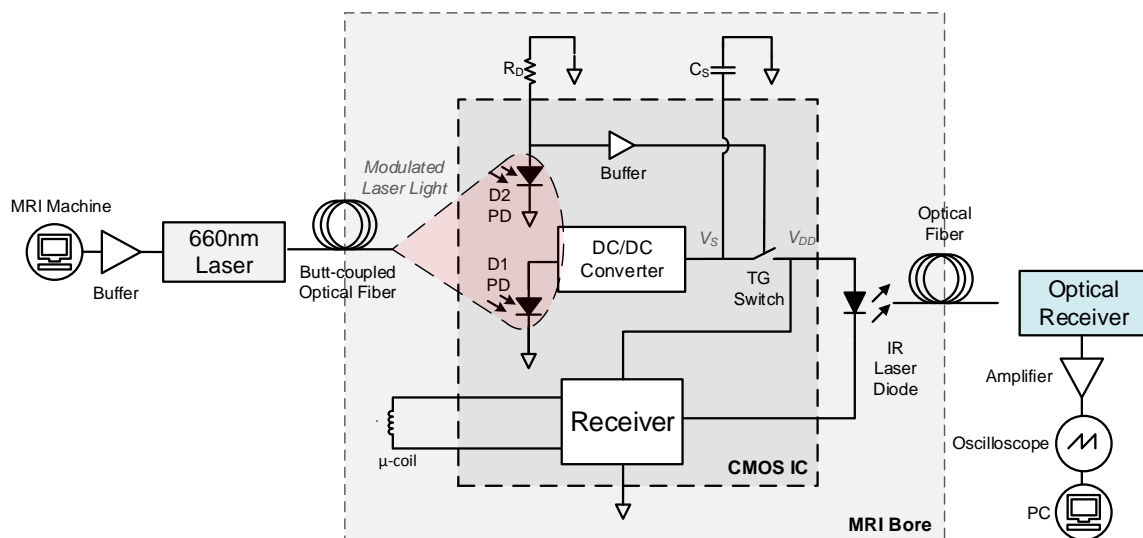 R_D
C_S
Modulated
Laser Light
Buffer
D2
PD
MRI Machine
660nm
Laser
Buffer
Butt-coupled
Optical Fiber
D1
PD
DC/DC
Converter
V_S
V_DD
TG
Switch
Optical
Fiber
Optical
Receiver
IR
Laser
Diode
Amplifier
Receiver
μ-coil
Oscilloscope
CMOS IC
PC
MRI Bore